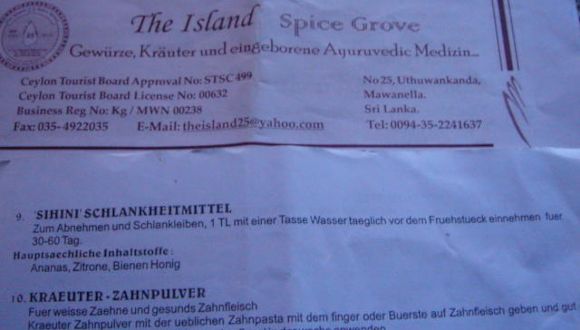 The Island Spice Grove
Gewürze, Kräuter und eingeborene Ayurvedic Medizin...
Ceylon Tourist Board Approval No: STSC 499
Ceylon Tourist Board License No: 00632
Business Reg No: Kg / MWN 00238
Fax: 035- 4922035 E-Mail: theisland25@yahoo.com
No 25, Uthuwankanda,
Mawanella.
Sri Lanka.
Tel: 0094-35-2241637
9. 'SIHINI' SCHLANKHEITMITTEL
Zum Abnehmen und Schlankleiben, 1 TL mit einer Tasse Wasser taeglich vor dem Fruehstueck einnehmen fuer
30-60 Tag.
Hauptsaechliche Inhaltstoffe :
Ananas, Zitrone, Bienen Honig
10. KRAEUTER - ZAHNPULVER
Fuer weisse Zaehne und gesunds Zahnfleisch
Kraeuter Zahnpulver mit der ueblichen Zahnpasta mit dem finger oder Buerste auf Zahnfleisch geben und gut